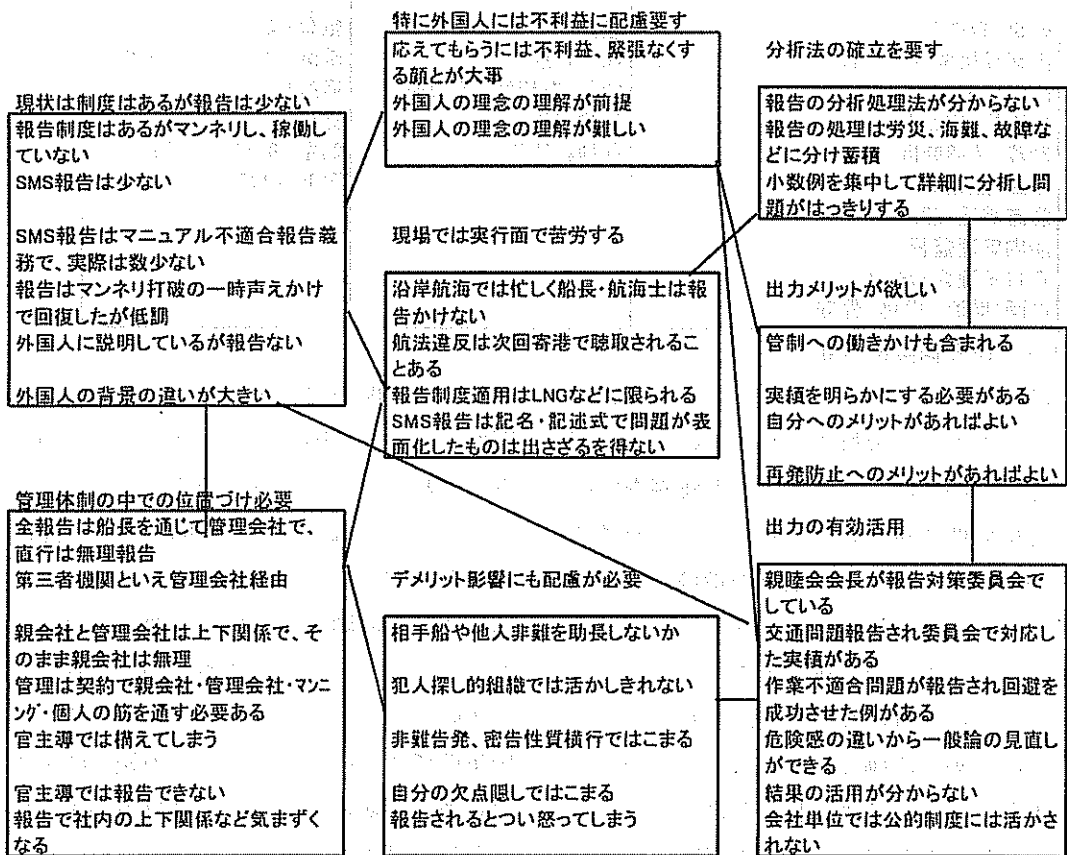 現状は制度はあるが報告は少ない
報告制度はあるがマンネリし、稼働し
ていない
SMS報告は少ない
SMS報告はマニュアル不適合報告義
務で、実際は数少ない
報告はマンネリ打破の一時声えかけ
で回復したが低調
外国人に説明しているが報告ない
外国人の背景の違いが大きい
管理体制の中での位置づけ必要
全報告は船長を通じて管理会社で、
直行は無理報告
第三者機関といえ管理会社経由
親会社と管理会社は上下関係で、そ
のまま親会社は無理
管理は契約で親会社・管理会社・マンニ
ング・個人の筋を通す必要ある
官主導では構えてしまう
官主導では報告できない
報告で社内の上下関係など気まずく
なる
特に外国人には不利益に配慮要す
応えてもらうには不利益、緊張なくす
る顔とが大事
外国人の理念の理解が前提
外国人の理念の理解が難しい
現場では実行面で苦労する
沿岸航海では忙しく船長・航海士は報
告かけない
航法違反は次回寄港で聴取されるこ
とある
報告制度適用はLNGなどに限られる
SMS報告は記名・記述式で問題が表
面化したものは出さざるを得ない
デメリット影響にも配慮が必要
相手船や他人非難を助長しないか
犯人探し的組織では活かしきれない
非難告発、密告性質横行ではこまる
自分の欠点隠しではこまる
報告されるとつい怒ってしまう
分析法の確立を要す
報告の分析処理法が分からない
報告の処理は労災、海難、故障な
どに分け蓄積
小数例を集中して詳細に分析し問
題がはっきりする
出力メリットが欲しい
管制への働きかけも含まれる
実績を明らかにする必要がある
自分へのメリットがあればよい
再発防止へのメリットがあればよい
出力の有効活用
親睦会会長が報告対策委員会で
している
交通問題報告され委員会で対応し
た実積がある
作業不適合問題が報告され回避を
成功させた例がある
危険感の違いから一般論の見直し
ができる
結果の活用が分からない
会社単位では公的制度には活かさ
れない